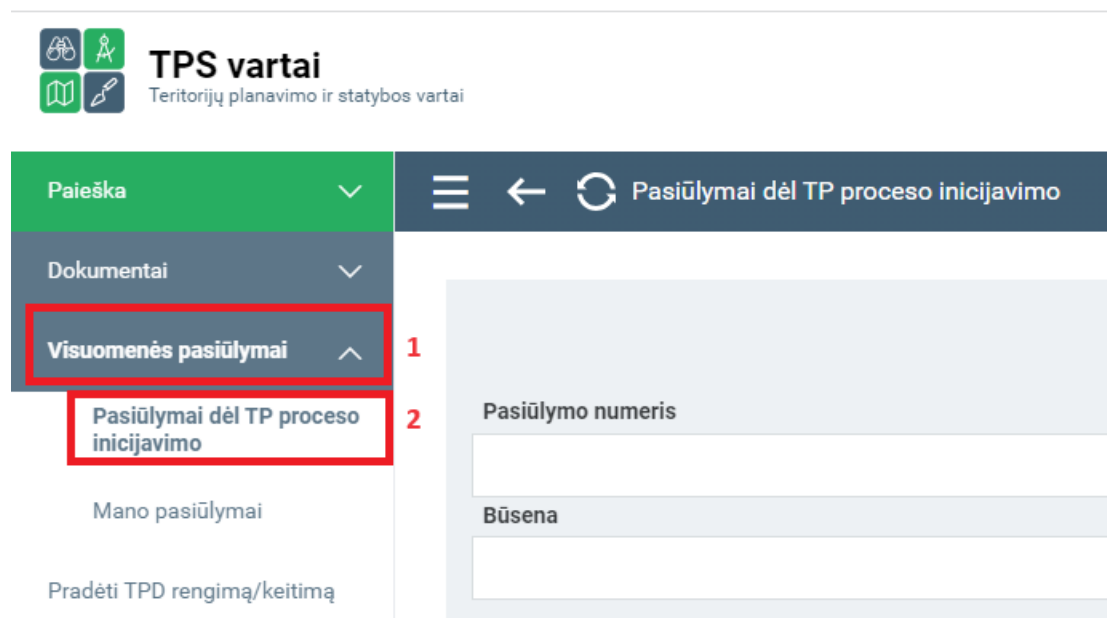 TPS vartai
Teritorijų planavimo ir statybos vartai
Paieška
Pasiūlymai dėl TP proceso inicijavimo
Dokumentai
Visuomenės pasiūlymai
1
Pasiūlymai dėl TP proceso
inicijavimo
2
Mano pasiūlymai
Pradėti TPD rengimą/keitimą
Pasiūlymo numeris
Būsena